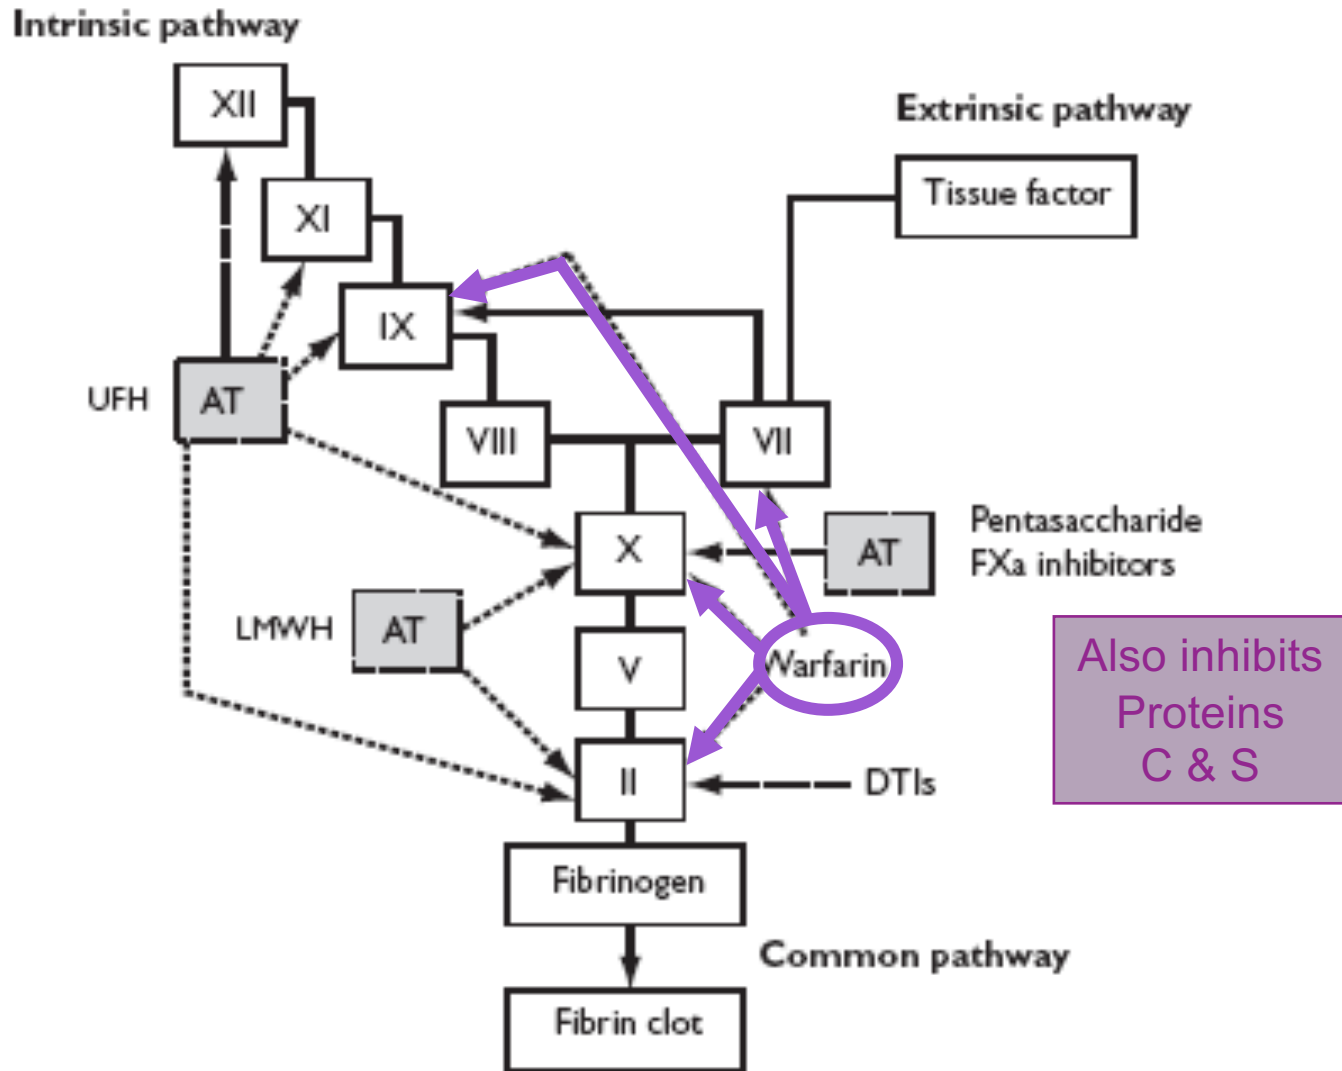 Intrinsic pathway
XII
Extrinsic pathway
Tissue factor
XI
IX
UFH
AT
VIII
VII
X
AT
Pentasaccharide
FXa inhibitors
LMWH
AT
V
Warfarin
Also inhibits
Proteins
C & S
II
DTIs
Fibrinogen
Common pathway
Fibrin clot